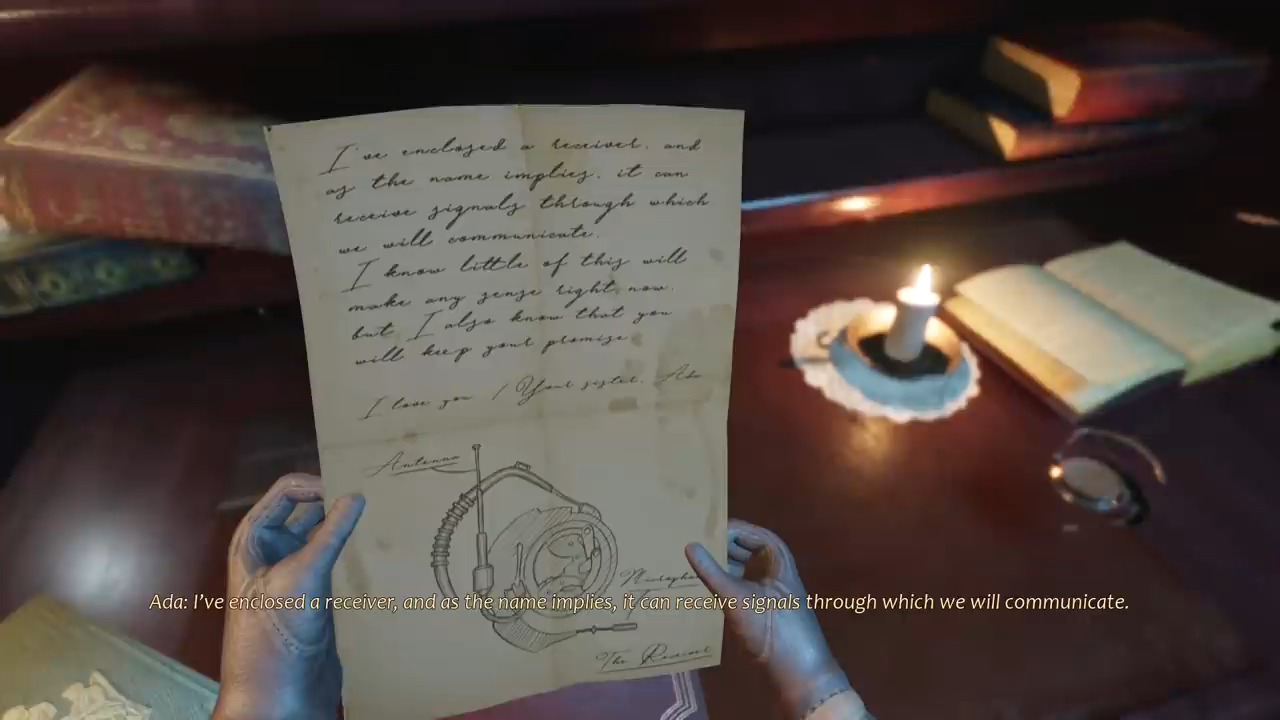 I've enclosed a receiver, and
as the name implies, it can
receive signals through which
we will communicate.
I know little of this will
make any sense right now,
but I also know that you
will keep your promise
I love you / Your sister, Ada
Antenna
Ada: I've enclosed a receiver, and as the name implies, it can receive signals through which we will communicate.
The Receiver